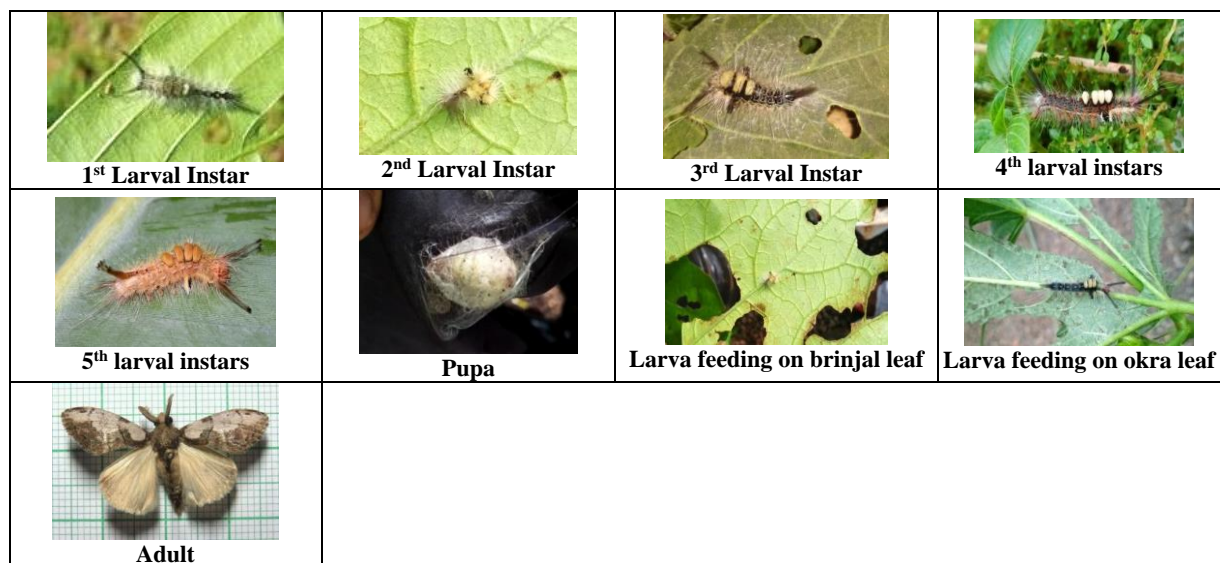 1st Larval Instar
2nd Larval Instar
3rd Larval Instar
4th larval instars
5th larval instars
Pupa
Larva feeding on brinjal leaf
Larva feeding on okra leaf
Adult